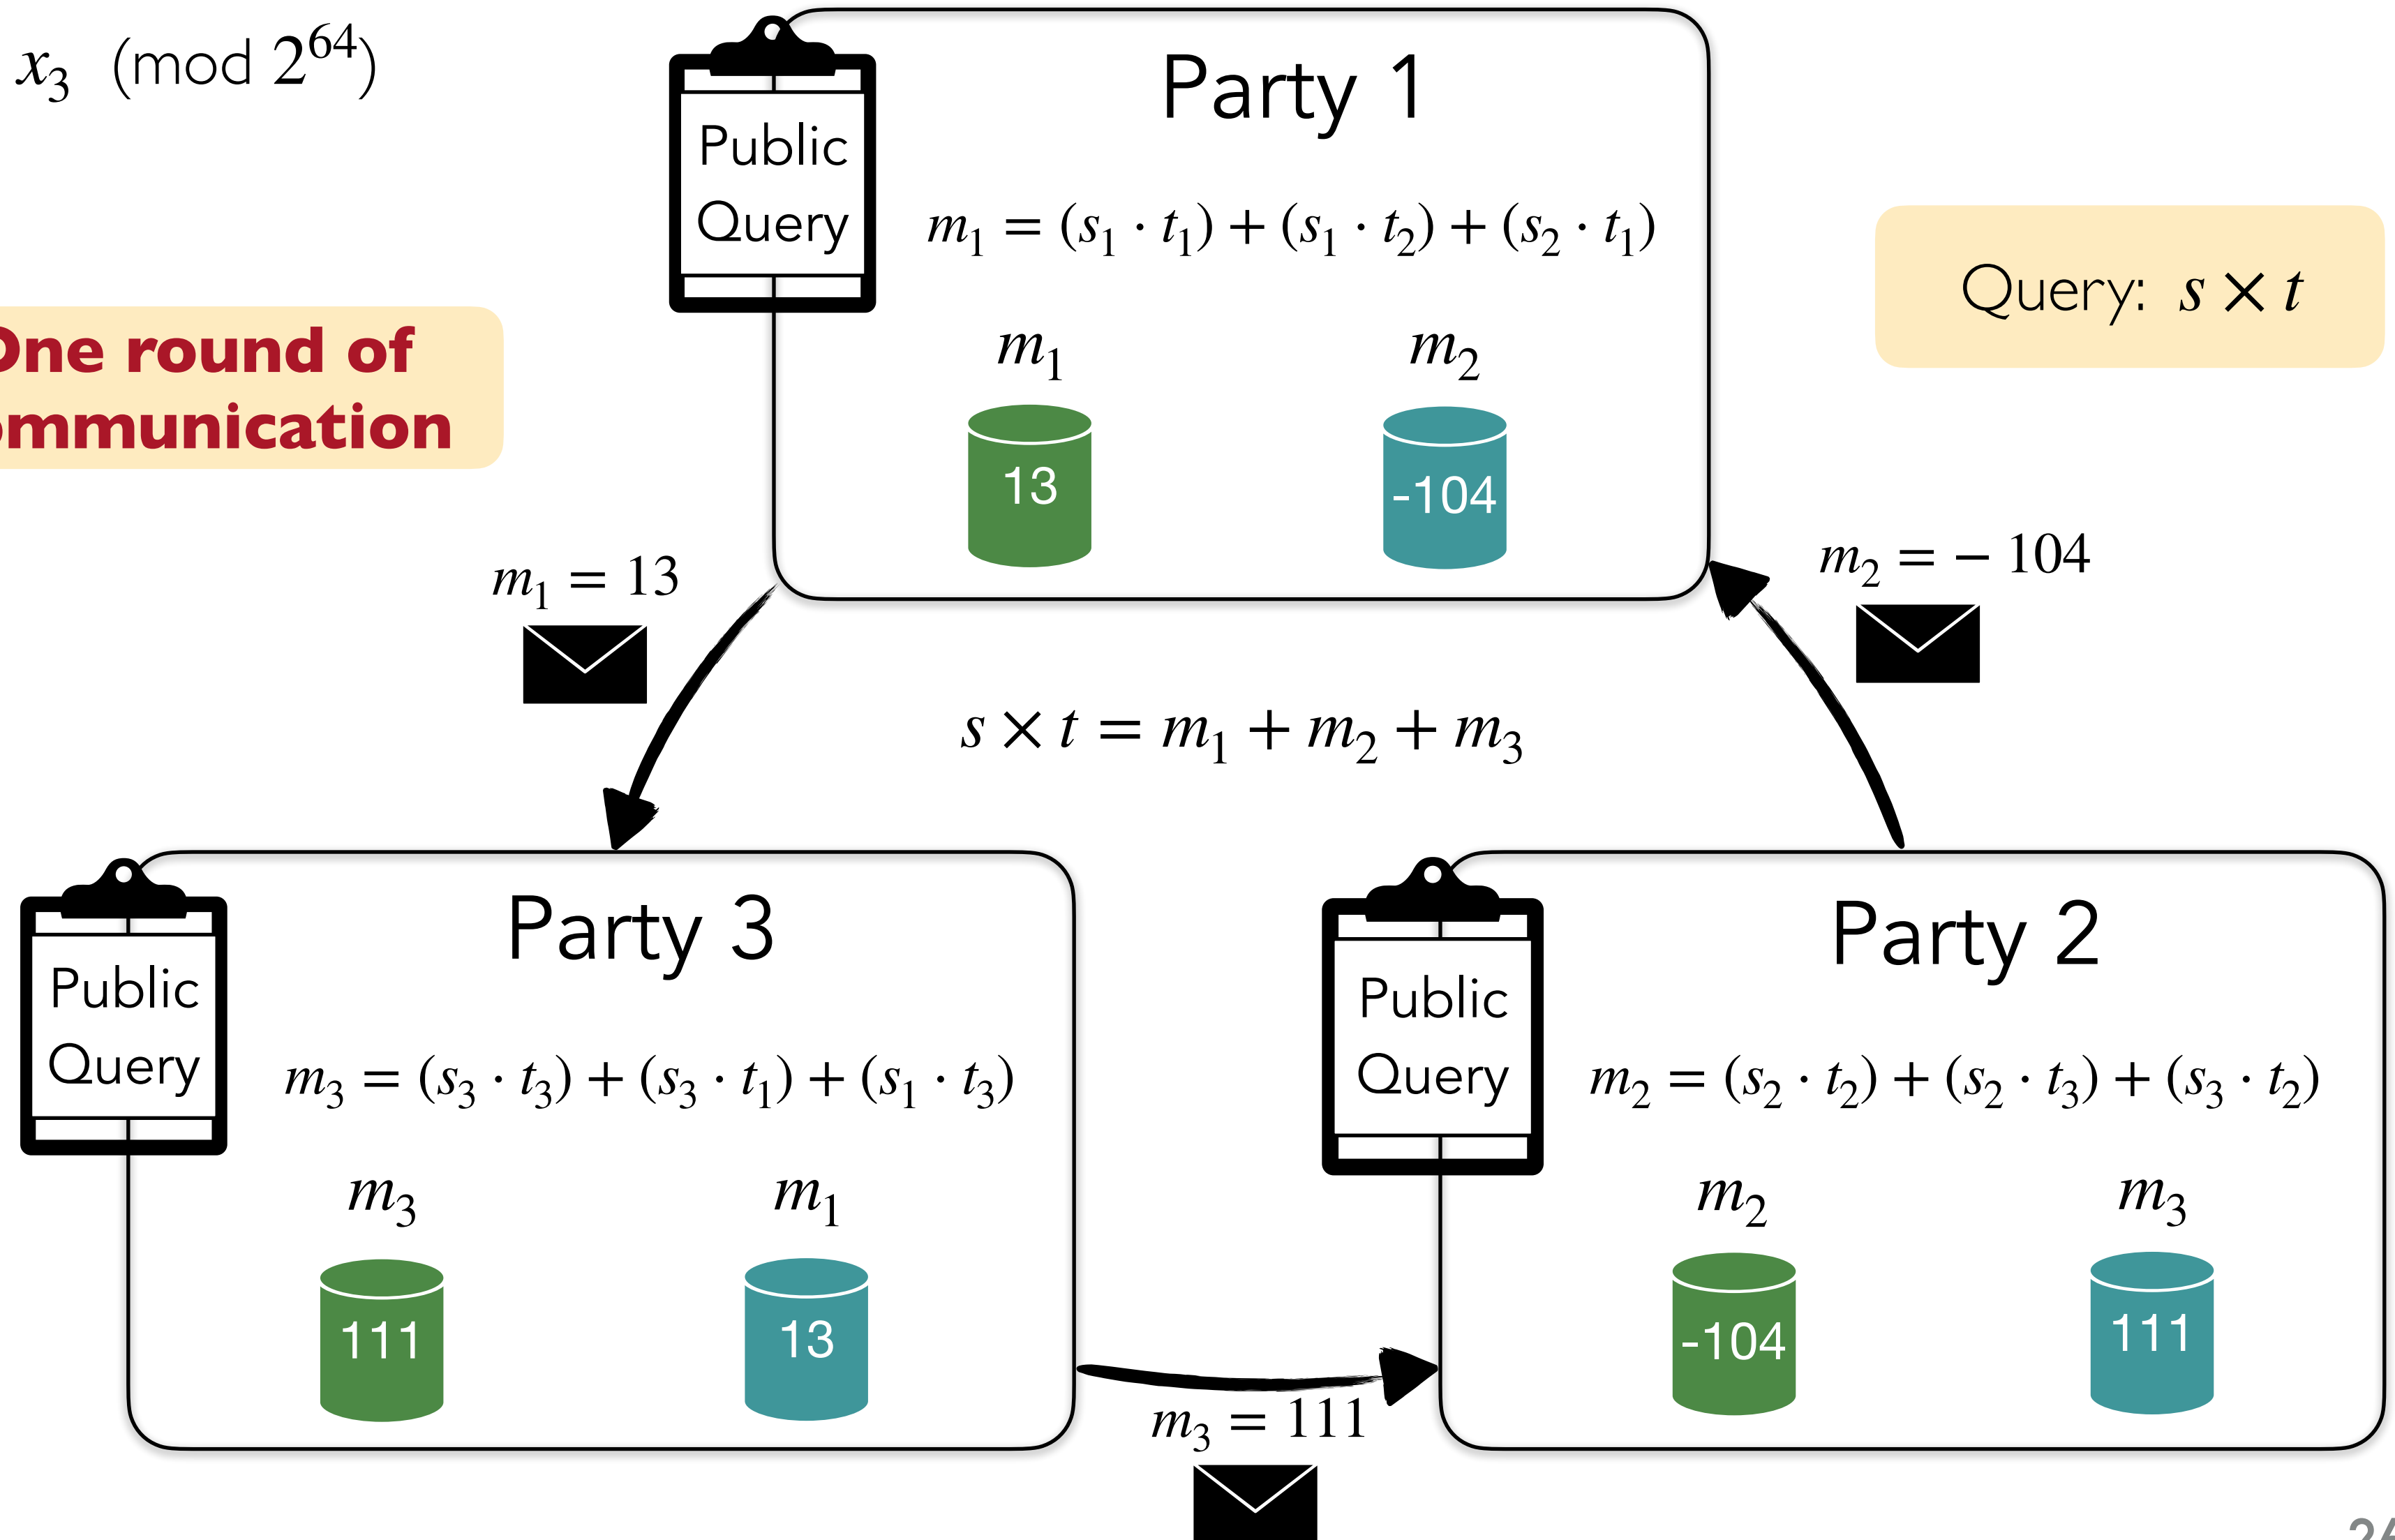 x₃ (mod 2⁶⁴)
Party 1
Public
Query
m₁ = (s₁ · t₁) + (s₁ · t₂) + (s₂ · t₁)
Query: s × t
One round of
ommunication
m₁
m₂
13
-104
m₁ = 13
m₂ = − 104
s × t = m₁ + m₂ + m₃
Party 3
Public
Query
m₃ = (s₃ · t₃) + (s₃ · t₁) + (s₁ · t₃)
m₃
m₁
111
13
Party 2
Public
Query
m₂ = (s₂ · t₂) + (s₂ · t₃) + (s₃ · t₂)
m₂
m₃
-104
111
m₃ = 111